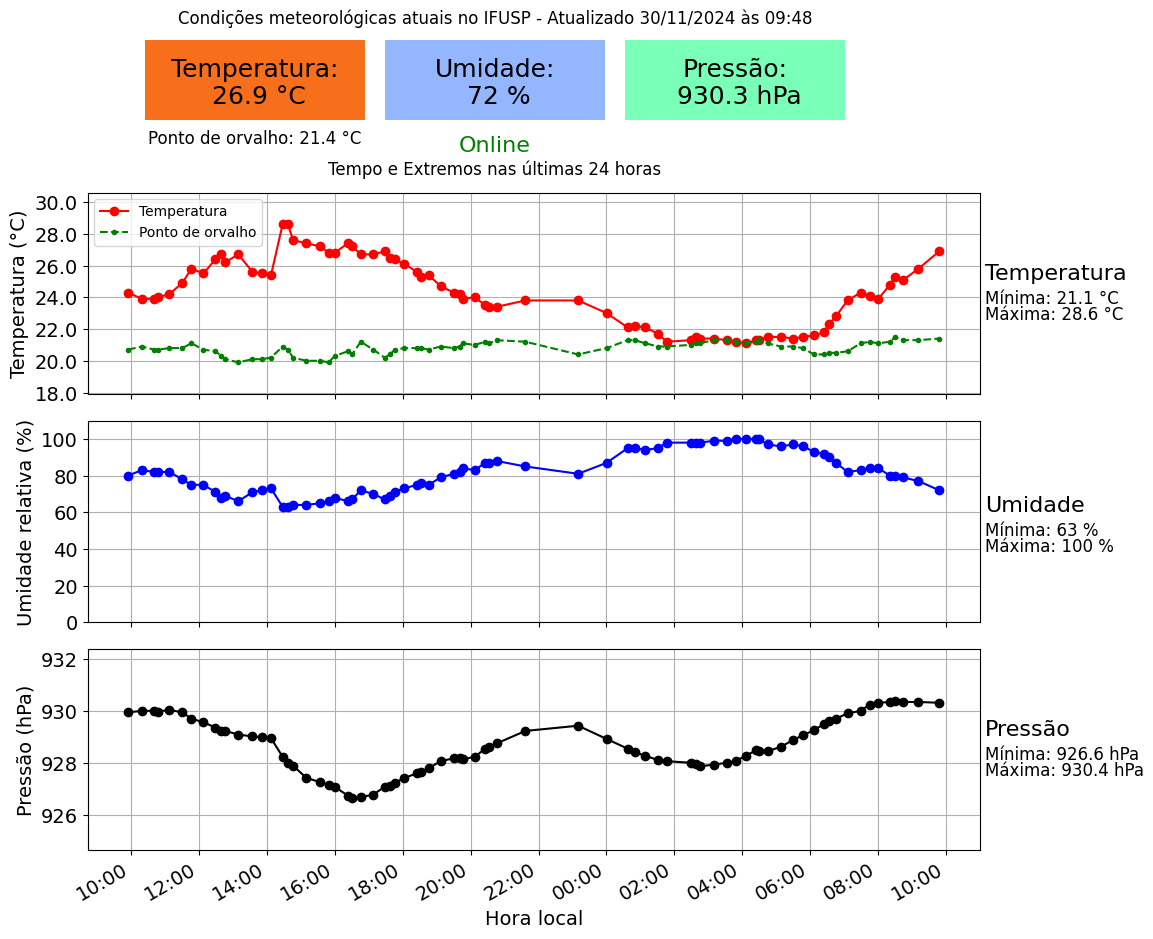 Condições meteorológicas atuais no IFUSP - Atualizado 30/11/2024 às 09:48
Temperatura:
26.9 °C
Umidade:
72 %
Pressão:
930.3 hPa
Ponto de orvalho: 21.4 °C
Online
Tempo e Extremos nas últimas 24 horas
Temperatura (°C)
30.0
28.0
26.0
24.0
22.0
20.0
18.0
Temperatura
Ponto de orvalho
Temperatura
Mínima: 21.1 °C
Máxima: 28.6 °C
Umidade relativa (%)
100
80
60
40
20
0
Umidade
Mínima: 63 %
Máxima: 100 %
Pressão (hPa)
932
930
928
926
Pressão
Mínima: 926.6 hPa
Máxima: 930.4 hPa
10:00 12:00 14:00 16:00 18:00 20:00 22:00 00:00 02:00 04:00 06:00 08:00 10:00
Hora local